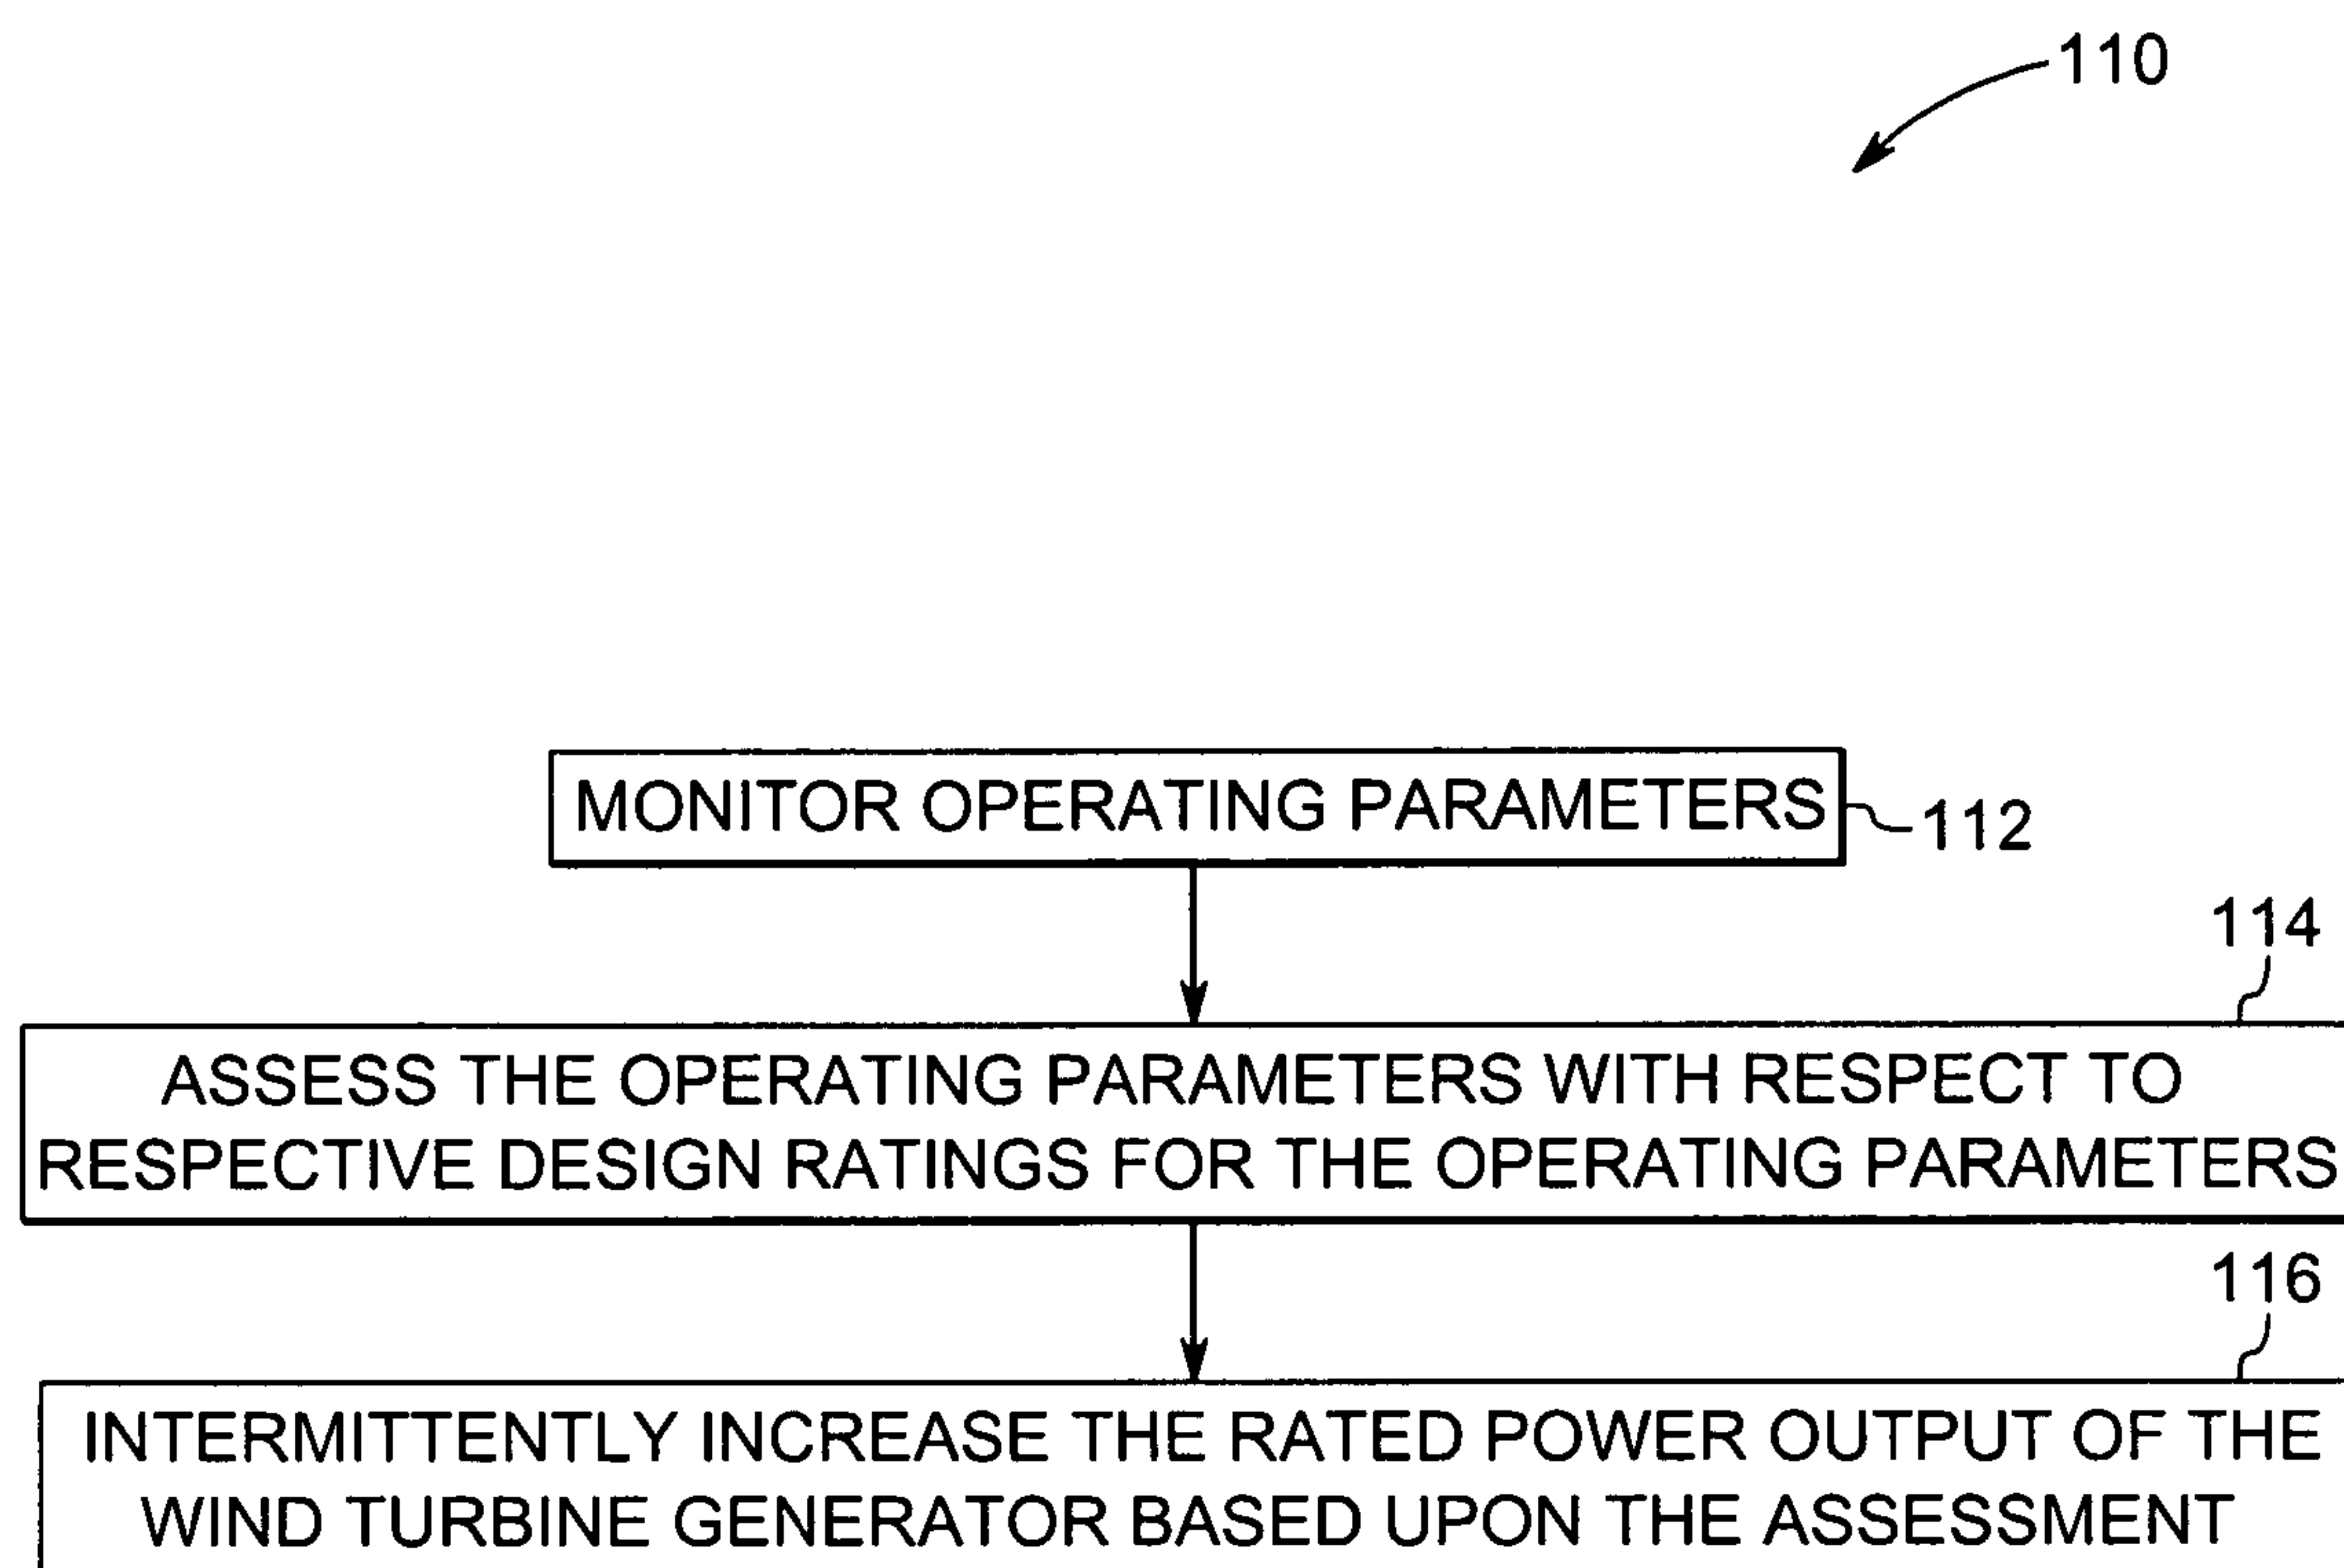 110
MONITOR OPERATING PARAMETERS
112
114
ASSESS THE OPERATING PARAMETERS WITH RESPECT TO
RESPECTIVE DESIGN RATINGS FOR THE OPERATING PARAMETERS
116
INTERMITTENTLY INCREASE THE RATED POWER OUTPUT OF THE
WIND TURBINE GENERATOR BASED UPON THE ASSESSMENT